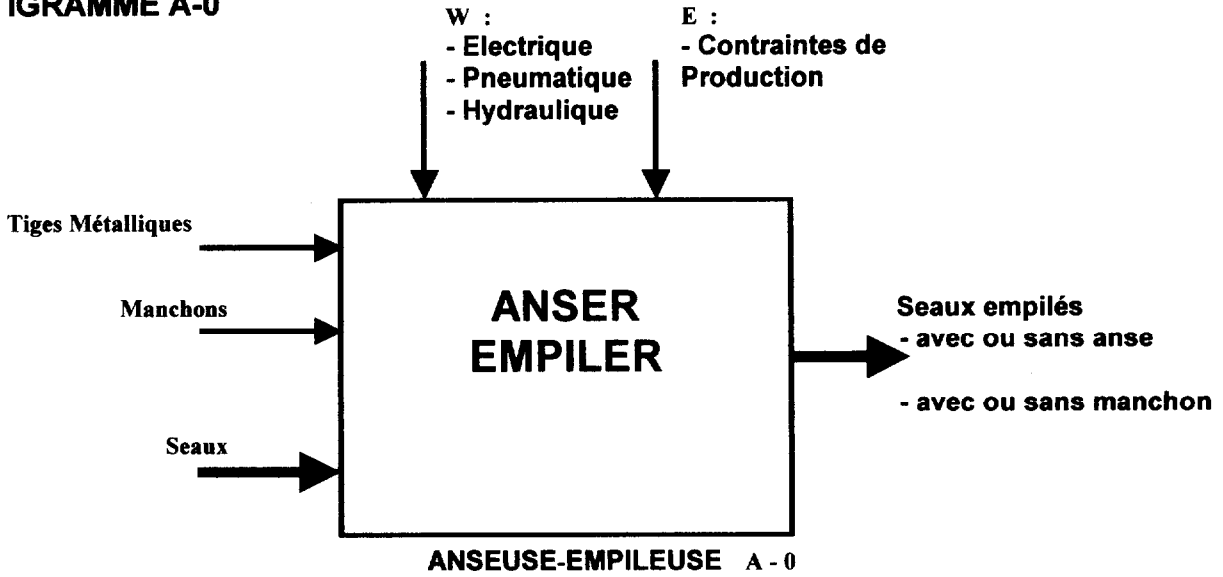 IGRAMME A-0
W :
- Electrique
- Pneumatique
- Hydraulique
E :
- Contraintes de
Production
Tiges Métalliques
Manchons
Seaux
ANSER
EMPILER
Seaux empilés
- avec ou sans anse
- avec ou sans manchon
ANSEUSE-EMPILEUSE A - 0